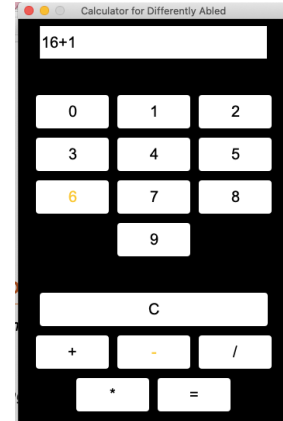 Calculator for Differently Abled
16+1
0 1 2
3 4 5
6 7 8
9
C
+ - /
* =